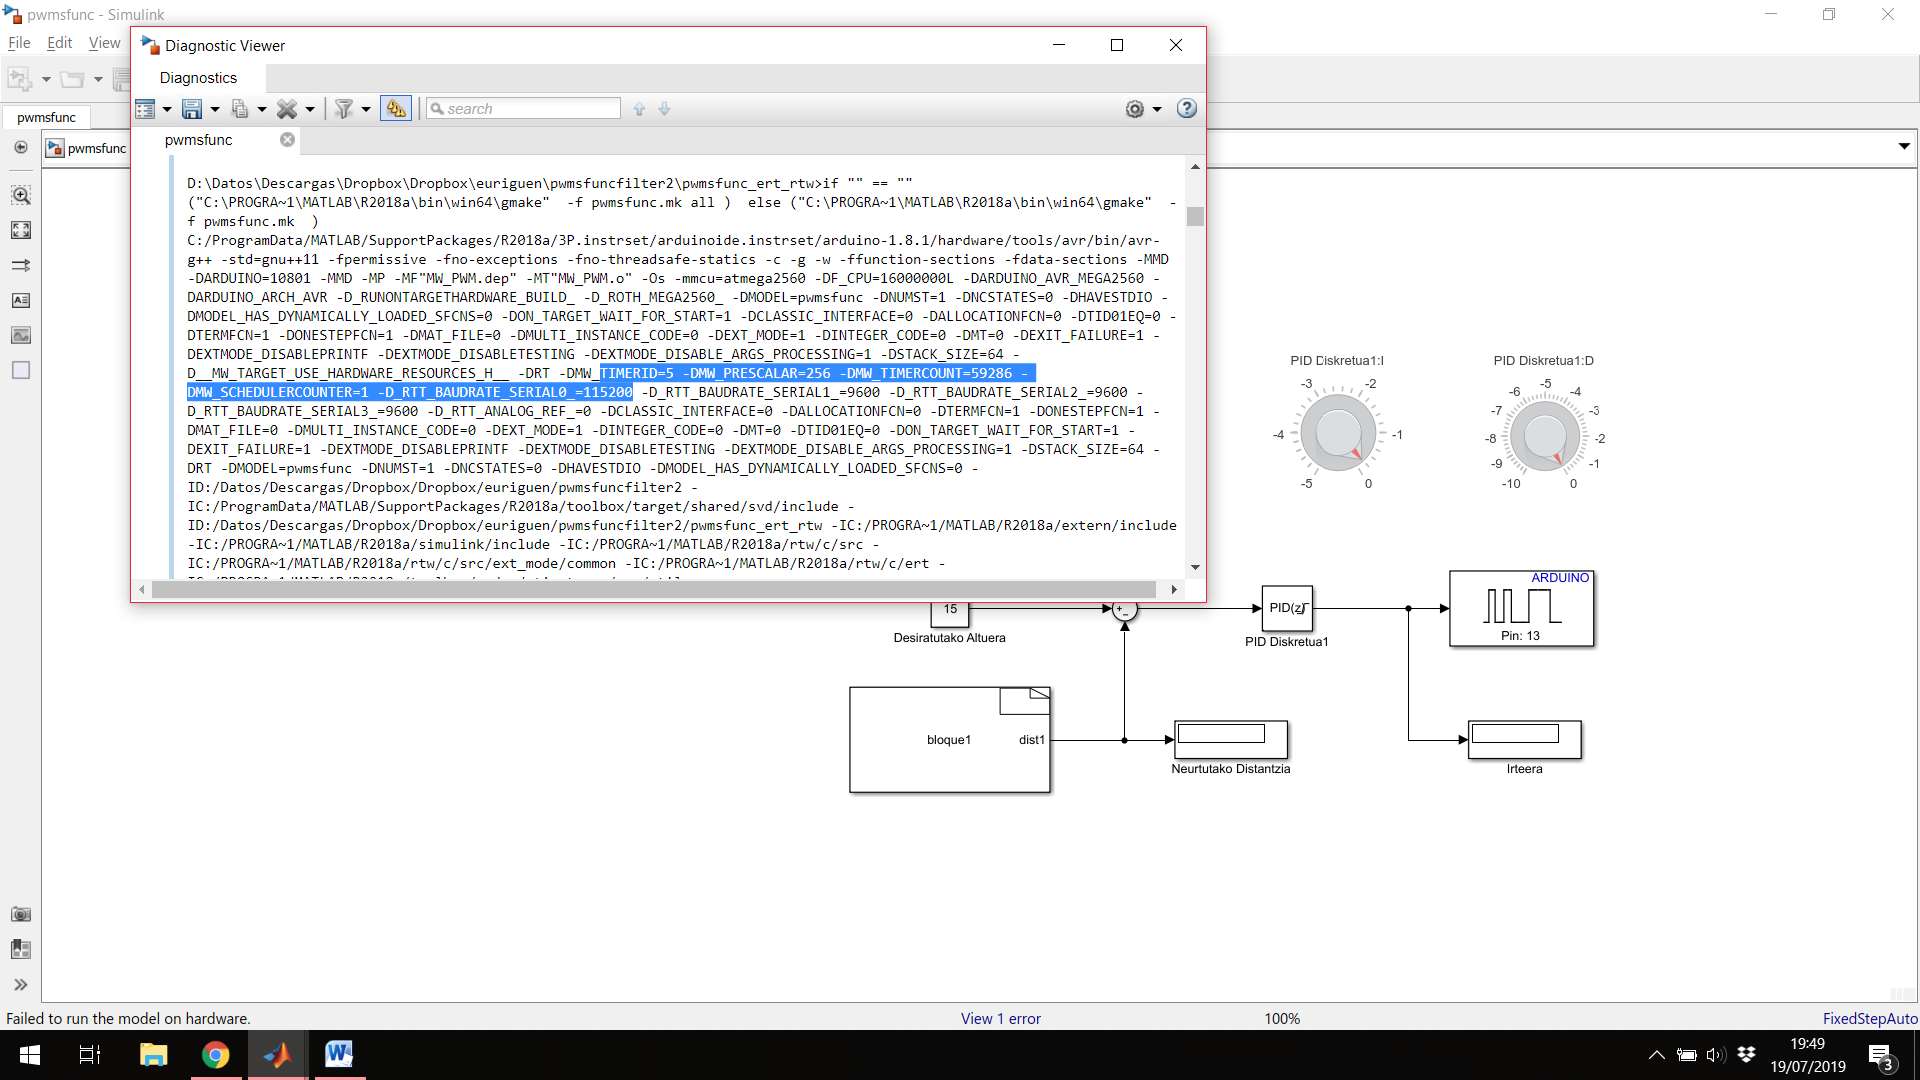 pwmsfunc - Simulink
File Edit View
Diagnostic Viewer
Diagnostics
search
pwmsfunc
pwmsfunc
pwmsfunc
D:\Datos\Descargas\Dropbox\Dropbox\euriguen\pwmsfuncfilter2\pwmsfunc_ert_rtw>if "" == ""
("C:\PROGRA~1\MATLAB\R2018a\bin\win64\gmake" -f pwmsfunc.mk all ) else ("C:\PROGRA~1\MATLAB\R2018a\bin\win64\gmake" -
f pwmsfunc.mk )
C:/ProgramData/MATLAB/SupportPackages/R2018a/3P.instrset/arduinoide.instrset/arduino-1.8.1/hardware/tools/avr/bin/avr-
g++ -std=gnu++11 -fpermissive -fno-exceptions -fno-threadsafe-statics -c -g -w -ffunction-sections -fdata-sections -MMD
-DARDUINO=10801 -MMD -MP -MF"MW_PWM.dep" -MT"MW_PWM.o" -Os -mmcu=atmega2560 -DF_CPU=16000000L -DARDUINO_AVR_MEGA2560 -
DARDUINO_ARCH_AVR -D_RUNONTARGETHARDWARE_BUILD_ -D_ROTH_MEGA2560_ -DMODEL=pwmsfunc -DNUMST=1 -DNCSTATES=0 -DHAVESTDIO -
DMODEL_HAS_DYNAMICALLY_LOADED_SFCNS=0 -DON_TARGET_WAIT_FOR_START=1 -DCLASSIC_INTERFACE=0 -DALLOCATIONFCN=0 -DTID01EQ=0 -
DTERMFCN=1 -DONESTEPFCN=1 -DMAT_FILE=0 -DMULTI_INSTANCE_CODE=0 -DEXT_MODE=1 -DINTEGER_CODE=0 -DMT=0 -DEXIT_FAILURE=1 -
DEXTMODE_DISABLEPRINTF -DEXTMODE_DISABLETESTING -DEXTMODE_DISABLE_ARGS_PROCESSING=1 -DSTACK_SIZE=64 -
D__MW_TARGET_USE_HARDWARE_RESOURCES_H__ -DRT -DMW_TIMERID=5 -DMW_PRESCALAR=256 -DMW_TIMERCOUNT=59286 -
DMW_SCHEDULERCOUNTER=1 -D_RTT_BAUDRATE_SERIAL0_=115200 -D_RTT_BAUDRATE_SERIAL1_=9600 -D_RTT_BAUDRATE_SERIAL2_=9600 -
D_RTT_BAUDRATE_SERIAL3_=9600 -D_RTT_ANALOG_REF_=0 -DCLASSIC_INTERFACE=0 -DALLOCATIONFCN=0 -DTERMFCN=1 -DONESTEPFCN=1 -
DMAT_FILE=0 -DMULTI_INSTANCE_CODE=0 -DEXT_MODE=1 -DINTEGER_CODE=0 -DMT=0 -DTID01EQ=0 -DON_TARGET_WAIT_FOR_START=1 -
DEXIT_FAILURE=1 -DEXTMODE_DISABLEPRINTF -DEXTMODE_DISABLETESTING -DEXTMODE_DISABLE_ARGS_PROCESSING=1 -DSTACK_SIZE=64 -
DRT -DMODEL=pwmsfunc -DNUMST=1 -DNCSTATES=0 -DHAVESTDIO -DMODEL_HAS_DYNAMICALLY_LOADED_SFCNS=0 -
ID:/Datos/Descargas/Dropbox/Dropbox/euriguen/pwmsfuncfilter2 -
IC:/ProgramData/MATLAB/SupportPackages/R2018a/toolbox/target/shared/svd/include -
ID:/Datos/Descargas/Dropbox/Dropbox/euriguen/pwmsfuncfilter2/pwmsfunc_ert_rtw -IC:/PROGRA~1/MATLAB/R2018a/extern/include
-IC:/PROGRA~1/MATLAB/R2018a/simulink/include -IC:/PROGRA~1/MATLAB/R2018a/rtw/c/src -
IC:/PROGRA~1/MATLAB/R2018a/rtw/c/src/ext_mode/common -IC:/PROGRA~1/MATLAB/R2018a/rtw/c/ert -
PID Diskretua1:I
-3 -2
-4 -1
-5 0
PID Diskretua1:D
-5
-6 -4
-7 -3
-8 -2
-9 -1
-10 0
15
Desiratutako Altuera
+
-
PID(z)
PID Diskretua1
ARDUINO
Pin: 13
bloque1 dist1
Neurtutako Distantzia
Irteera
Failed to run the model on hardware. View 1 error 100% FixedStepAuto
19:49
19/07/2019
3